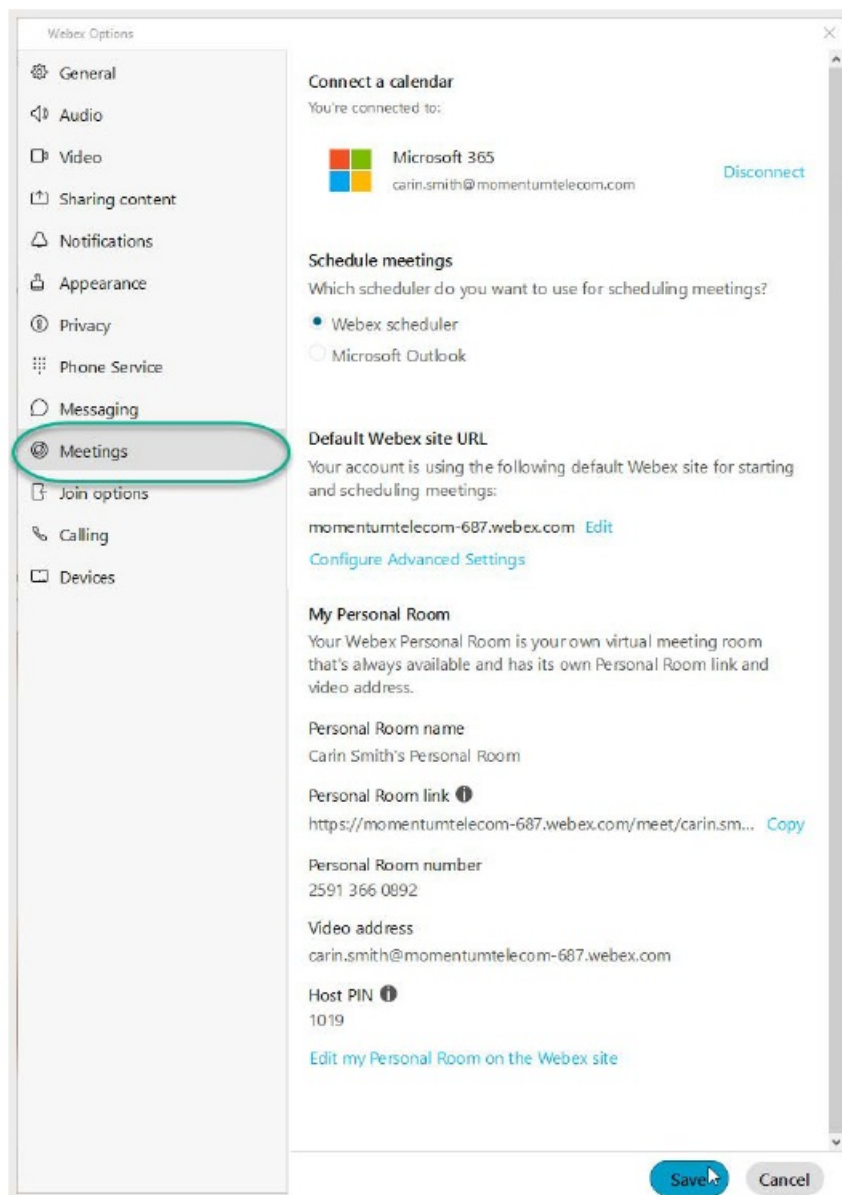 Webex Options
General
Audio
Video
Sharing content
Notifications
Appearance
Privacy
Phone Service
Messaging
Meetings
Join options
Calling
Devices
Connect a calendar
You're connected to:
Microsoft 365
carin.smith@momentumtelecom.com
Disconnect
Schedule meetings
Which scheduler do you want to use for scheduling meetings?
Webex scheduler
Microsoft Outlook
Default Webex site URL
Your account is using the following default Webex site for starting
and scheduling meetings:
momentumtelecom-687.webex.com Edit
Configure Advanced Settings
My Personal Room
Your Webex Personal Room is your own virtual meeting room
that's always available and has its own Personal Room link and
video address.
Personal Room name
Carin Smith's Personal Room
Personal Room link
https://momentumtelecom-687.webex.com/meet/carin.sm... Copy
Personal Room number
2591 366 0892
Video address
carin.smith@momentumtelecom-687.webex.com
Host PIN
1019
Edit my Personal Room on the Webex site
Save Cancel